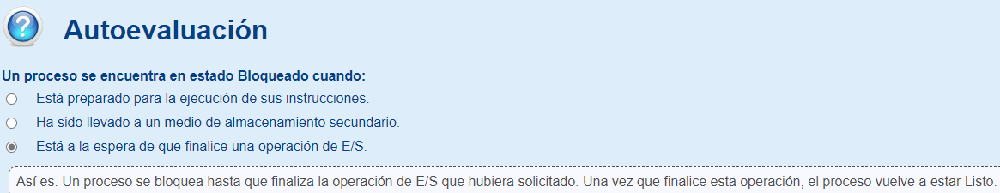 Autoevaluación
Un proceso se encuentra en estado Bloqueado cuando:
Está preparado para la ejecución de sus instrucciones.
Ha sido llevado a un medio de almacenamiento secundario.
Está a la espera de que finalice una operación de E/S.
Así es. Un proceso se bloquea hasta que finaliza la operación de E/S que hubiera solicitado. Una vez que finalice esta operación, el proceso vuelve a estar Listo.